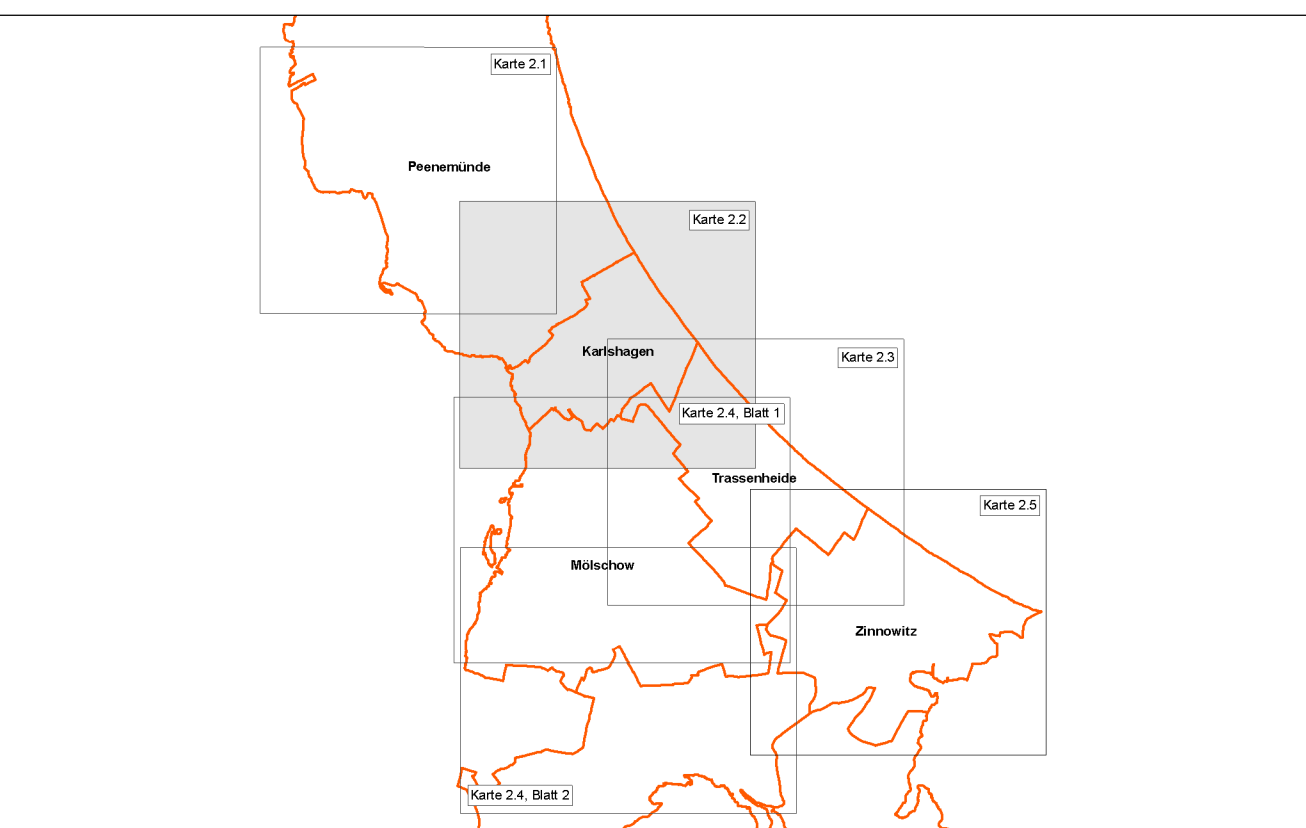 Karte 2.1
Peenemünde
Karte 2.2
Karlshagen
Karte 2.3
Karte 2.4, Blatt 1
Trassenheide
Karte 2.5
Mölschow
Zinnowitz
Karte 2.4, Blatt 2